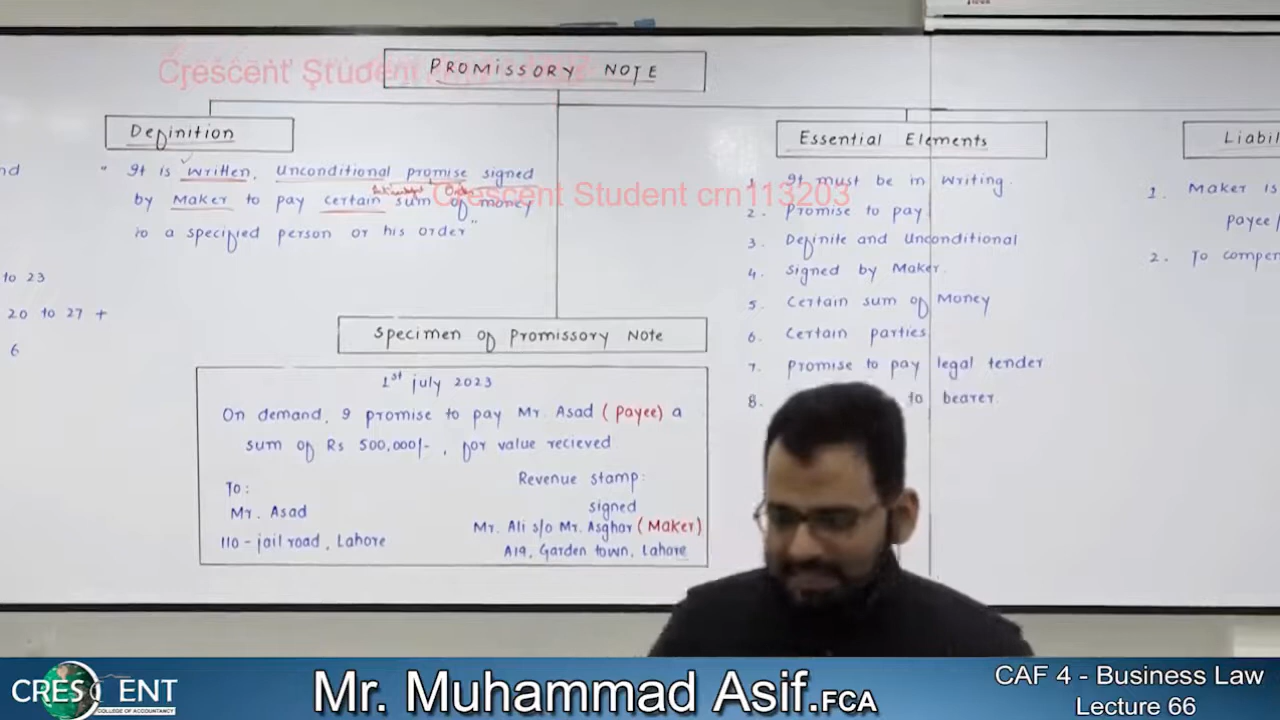 PROMISSORY NOTE
Crescent Student
Definition
" It is written, unconditional promise signed
by Maker to pay certain sum of money
to a specified person or his order"
Crescent Student crn113203
nd
to 23
20 to 27 +
6
Specimen of Promissory Note
1st july 2023
On demand, I promise to pay Mr. Asad (payee) a
sum of Rs 500,000/-, for value recieved
To:
Mr. Asad
110-jail road, Lahore
Revenue stamp:
signed
Mr. Ali s/o Mr. Asghar (Maker)
A19, Garden town, Lahore
Essential Elements
1. It must be in writing.
2. Promise to pay
3. Definite and Unconditional
4. Signed by Maker.
5. Certain sum of Money
6. Certain parties
7. Promise to pay legal tender
8. to bearer.
Liabil
1. Maker is
payee/
2. To compen
CRESCENT
COLLEGE OF ACCOUNTANCY
Mr. Muhammad Asif.FCA
CAF 4 - Business Law
Lecture 66